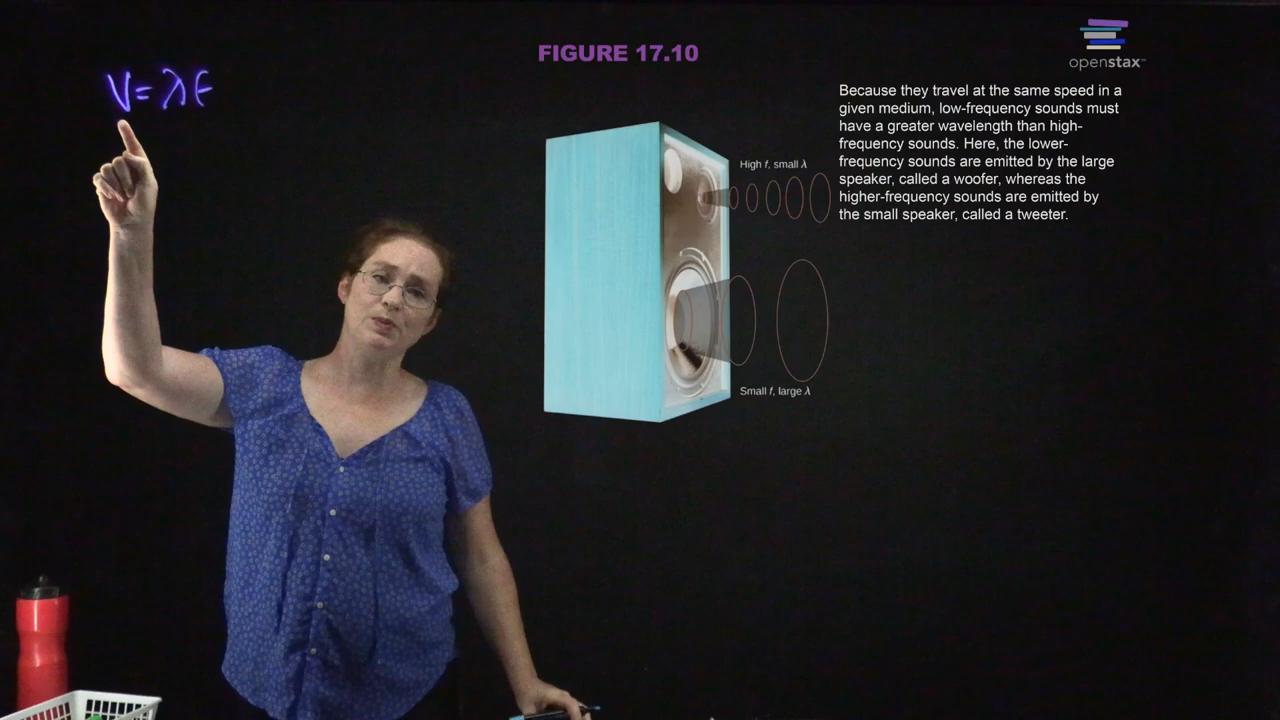 FIGURE 17.10
openstax™
V = λf
Because they travel at the same speed in a
given medium, low-frequency sounds must
have a greater wavelength than high-
frequency sounds. Here, the lower-
frequency sounds are emitted by the large
speaker, called a woofer, whereas the
higher-frequency sounds are emitted by
the small speaker, called a tweeter.
High f, small λ
Small f, large λ